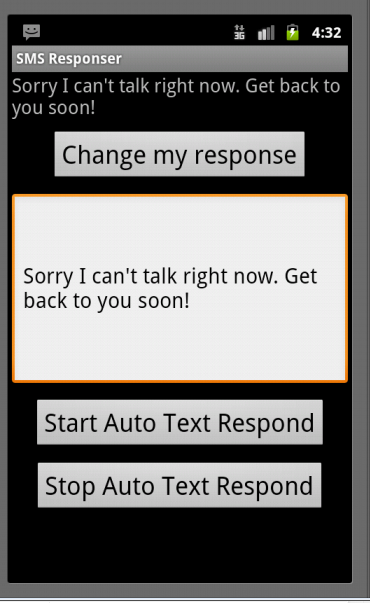 3G 4:32
SMS Responser
Sorry I can't talk right now. Get back to
you soon!
Change my response
Sorry I can't talk right now. Get
back to you soon!
Start Auto Text Respond
Stop Auto Text Respond